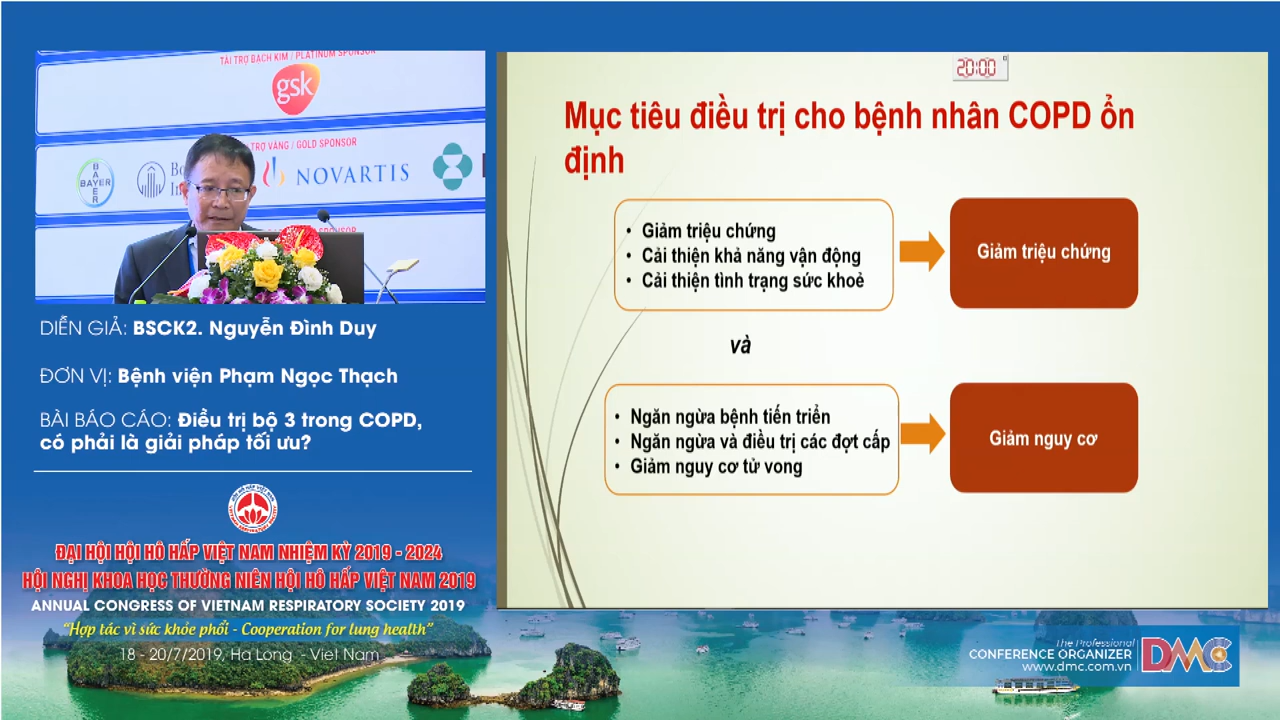 TÀI TRỢ BẠCH KIM / PLATINUM SPONSOR
gsk
TRỢ VÀNG / GOLD SPONSOR
BAYER
BAYER
NOVARTIS
SPONSOR
DIỄN GIẢ: BSCK2. Nguyễn Đình Duy
ĐƠN VỊ: Bệnh viện Phạm Ngọc Thạch
BÀI BÁO CÁO: Điều trị bộ 3 trong COPD,
có phải là giải pháp tối ưu?
ĐẠI HỘI HỘI HÔ HẤP VIỆT NAM NHIỆM KỲ 2019 - 2024
HỘI NGHỊ KHOA HỌC THƯỜNG NIÊN HỘI HÔ HẤP VIỆT NAM 2019
ANNUAL CONGRESS OF VIETNAM RESPIRATORY SOCIETY 2019
“Hợp tác vì sức khỏe phổi - Cooperation for lung health”
18 - 20/7/2019, Ha Long - Viet Nam
20:00
Mục tiêu điều trị cho bệnh nhân COPD ổn
định
• Giảm triệu chứng
• Cải thiện khả năng vận động
• Cải thiện tình trạng sức khoẻ
Giảm triệu chứng
và
• Ngăn ngừa bệnh tiến triển
• Ngăn ngừa và điều trị các đợt cấp
• Giảm nguy cơ tử vong
Giảm nguy cơ
The Professional
CONFERENCE ORGANIZER
www.dmc.com.vn
DMC